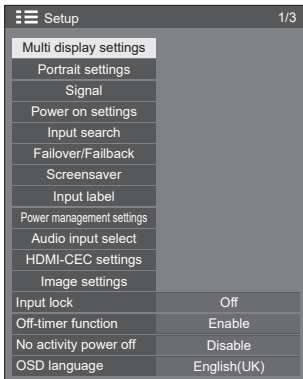 Setup 1/3
Multi display settings
Portrait settings
Signal
Power on settings
Input search
Failover/Failback
Screensaver
Input label
Power management settings
Audio input select
HDMI-CEC settings
Image settings
Input lock Off
Off-timer function Enable
No activity power off Disable
OSD language English(UK)